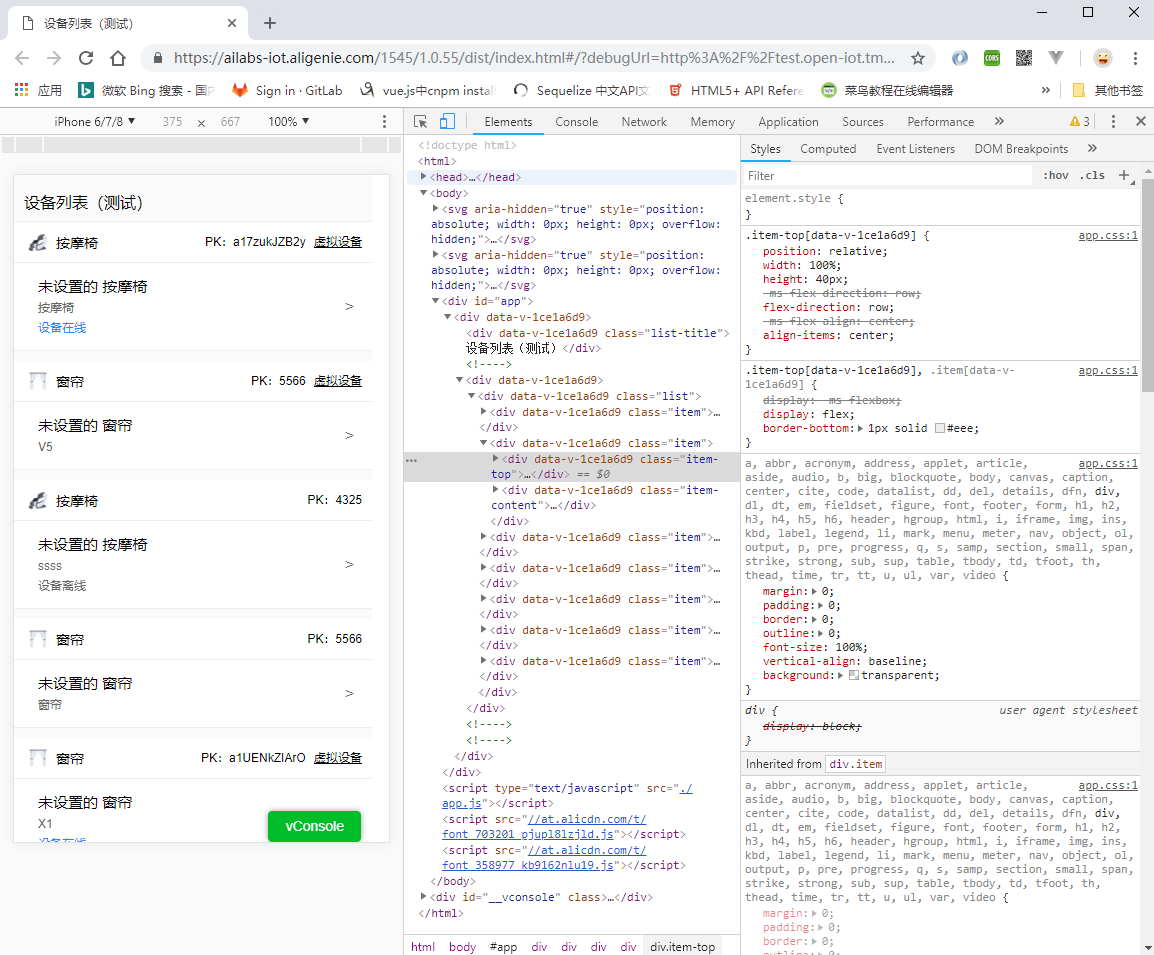 设备列表（测试）
https://ailabs-iot.aligenie.com/1545/1.0.55/dist/index.html#/?debugUrl=http%3A%2F%2Ftest.open-iot.tm...
应用 微软 Bing 搜索 - 国内 Sign in · GitLab vue.js中cnpm install Sequelize 中文API文 HTML5+ API Refere 菜鸟教程在线编辑器 » 其他书签
iPhone 6/7/8 ▼ 375 × 667 100% ▼
Elements Console Network Memory Application Sources Performance » 3
设备列表（测试）
按摩椅 PK：a17zukJZB2y 虚拟设备
未设置的 按摩椅
按摩椅 >
设备在线
窗帘 PK：5566 虚拟设备
未设置的 窗帘
V5 >
按摩椅 PK：4325
未设置的 按摩椅
ssss >
设备离线
窗帘 PK：5566
未设置的 窗帘
窗帘 >
窗帘 PK：a1UENkZIArO 虚拟设备
未设置的 窗帘
X1
设备在线
vConsole
<!doctype html>
<html>
<head>…</head>
<body>
<svg aria-hidden="true" style="position:
absolute; width: 0px; height: 0px; overflow:
hidden;">…</svg>
<svg aria-hidden="true" style="position:
absolute; width: 0px; height: 0px; overflow:
hidden;">…</svg>
<div id="app">
<div data-v-1ce1a6d9>
<div data-v-1ce1a6d9 class="list-title">
设备列表（测试）</div>
<!---->
<div data-v-1ce1a6d9>
<div data-v-1ce1a6d9 class="list">
<div data-v-1ce1a6d9 class="item">…
</div>
<div data-v-1ce1a6d9 class="item">
<div data-v-1ce1a6d9 class="item-
top">…</div> == $0
<div data-v-1ce1a6d9 class="item-
content">…</div>
</div>
<div data-v-1ce1a6d9 class="item">…
</div>
<div data-v-1ce1a6d9 class="item">…
</div>
<div data-v-1ce1a6d9 class="item">…
</div>
<div data-v-1ce1a6d9 class="item">…
</div>
<div data-v-1ce1a6d9 class="item">…
</div>
</div>
</div>
<!---->
<!---->
</div>
</div>
<script type="text/javascript" src="./
app.js"></script>
<script src="//at.alicdn.com/t/
font_703201_pjupl8lzjld.js"></script>
<script src="//at.alicdn.com/t/
font_358977_kb9162nlu19.js"></script>
</body>
<div id="__vconsole" class>…</div>
</html>
html body #app div div div div div.item-top
Styles Computed Event Listeners DOM Breakpoints »
Filter :hov .cls +
element.style {
}
.item-top[data-v-1ce1a6d9] { app.css:1
position: relative;
width: 100%;
height: 40px;
-ms-flex-direction: row;
flex-direction: row;
-ms-flex-align: center;
align-items: center;
}
.item-top[data-v-1ce1a6d9], .item[data-v- app.css:1
1ce1a6d9] {
display: -ms-flexbox;
display: flex;
border-bottom: 1px solid #eee;
}
a, abbr, acronym, address, applet, article, app.css:1
aside, audio, b, big, blockquote, body, canvas, caption,
center, cite, code, datalist, dd, del, details, dfn, div,
dl, dt, em, fieldset, figure, font, footer, form, h1, h2,
h3, h4, h5, h6, header, hgroup, html, i, iframe, img, ins,
kbd, label, legend, li, mark, menu, meter, nav, object, ol,
output, p, pre, progress, q, s, samp, section, small, span,
strike, strong, sub, sup, table, tbody, td, tfoot, th,
thead, time, tr, tt, u, ul, var, video {
margin: 0;
padding: 0;
border: 0;
outline: 0;
font-size: 100%;
vertical-align: baseline;
background: transparent;
}
div { user agent stylesheet
display: block;
}
Inherited from div.item
a, abbr, acronym, address, applet, article, app.css:1
aside, audio, b, big, blockquote, body, canvas, caption,
center, cite, code, datalist, dd, del, details, dfn, div,
dl, dt, em, fieldset, figure, font, footer, form, h1, h2,
h3, h4, h5, h6, header, hgroup, html, i, iframe, img, ins,
kbd, label, legend, li, mark, menu, meter, nav, object, ol,
output, p, pre, progress, q, s, samp, section, small, span,
strike, strong, sub, sup, table, tbody, td, tfoot, th,
thead, time, tr, tt, u, ul, var, video {
margin: 0;
padding: 0;
border: 0;
outline: 0;